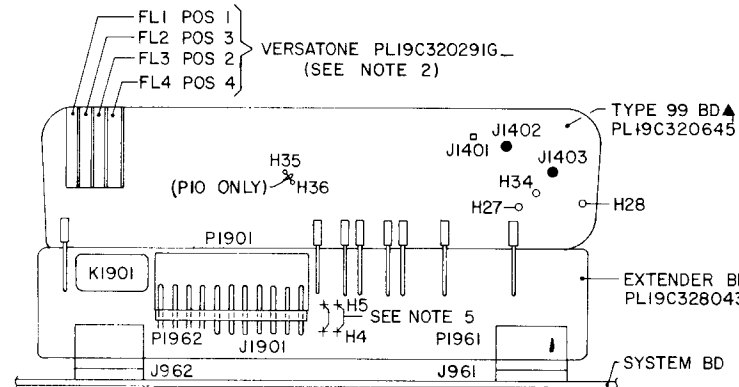 FL1 POS 1
FL2 POS 3
FL3 POS 2
FL4 POS 4
VERSATONE PL19C320291G_
(SEE NOTE 2)
TYPE 99 BD▲
PL19C320645
J1401
J1402
J1403
H35
(P10 ONLY)
H36
H34
H27
H28
P1901
K1901
EXTENDER B
PL19C328043
H5
SEE NOTE 5
H4
P1962
J1901
P1961
J962
J961
SYSTEM BD